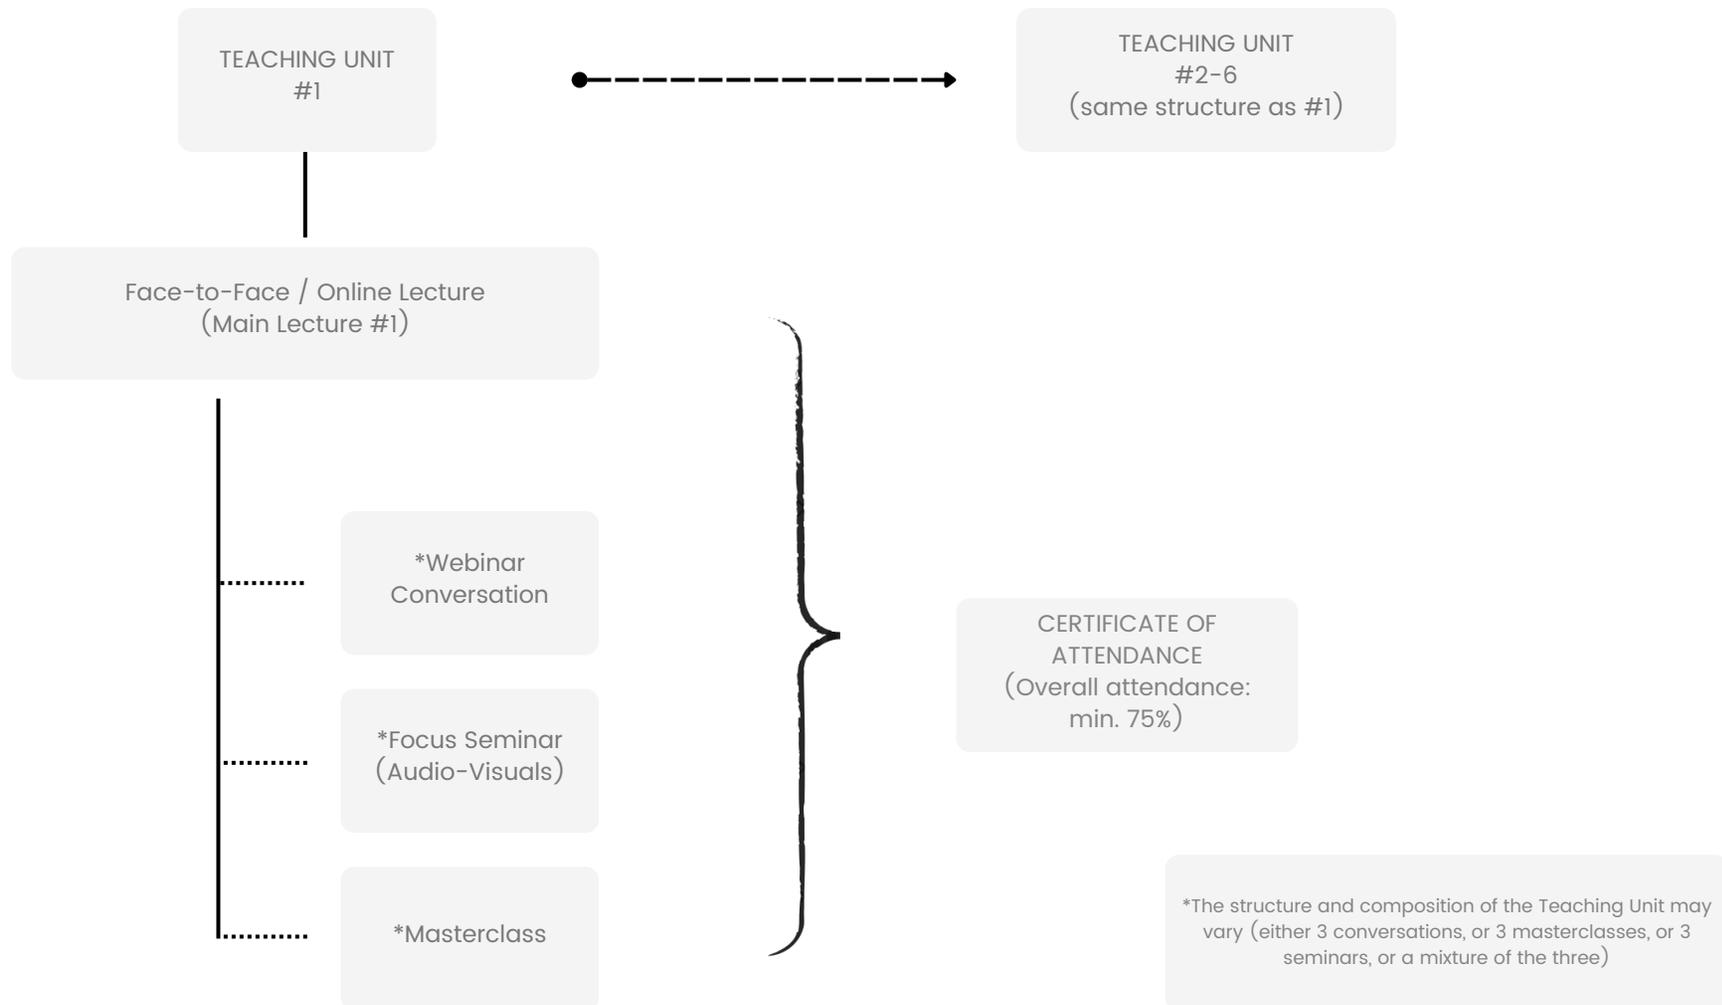 TEACHING UNIT
#1
TEACHING UNIT
#2-6
(same structure as #1)
Face-to-Face / Online Lecture
(Main Lecture #1)
*Webinar
Conversation
*Focus Seminar
(Audio-Visuals)
*Masterclass
CERTIFICATE OF
ATTENDANCE
(Overall attendance:
min. 75%)
*The structure and composition of the Teaching Unit may
vary (either 3 conversations, or 3 masterclasses, or 3
seminars, or a mixture of the three)